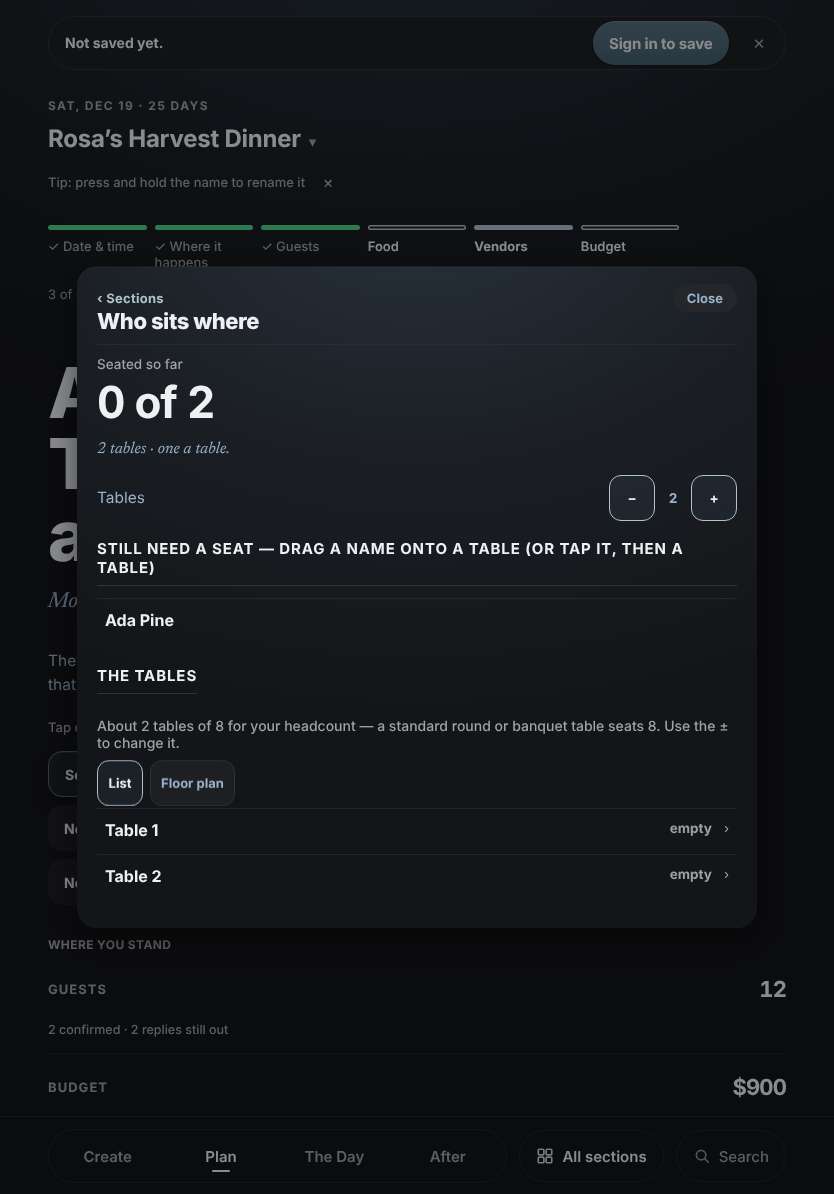 Not saved yet.
Sign in to save
×
SAT, DEC 19 · 25 DAYS
Rosa’s Harvest Dinner ▾
Tip: press and hold the name to rename it ×
✓ Date & time
✓ Where it happens
✓ Guests
Food
Vendors
Budget
3 of
‹ Sections
Close
Who sits where
Seated so far
0 of 2
2 tables · one a table.
Tables
− 2 +
STILL NEED A SEAT — DRAG A NAME ONTO A TABLE (OR TAP IT, THEN A
TABLE)
Ada Pine
THE TABLES
About 2 tables of 8 for your headcount — a standard round or banquet table seats 8. Use the ±
to change it.
List
Floor plan
Table 1 empty ›
Table 2 empty ›
The
that
Tap
WHERE YOU STAND
GUESTS 12
2 confirmed · 2 replies still out
BUDGET $900
Create
Plan
The Day
After
All sections
Search